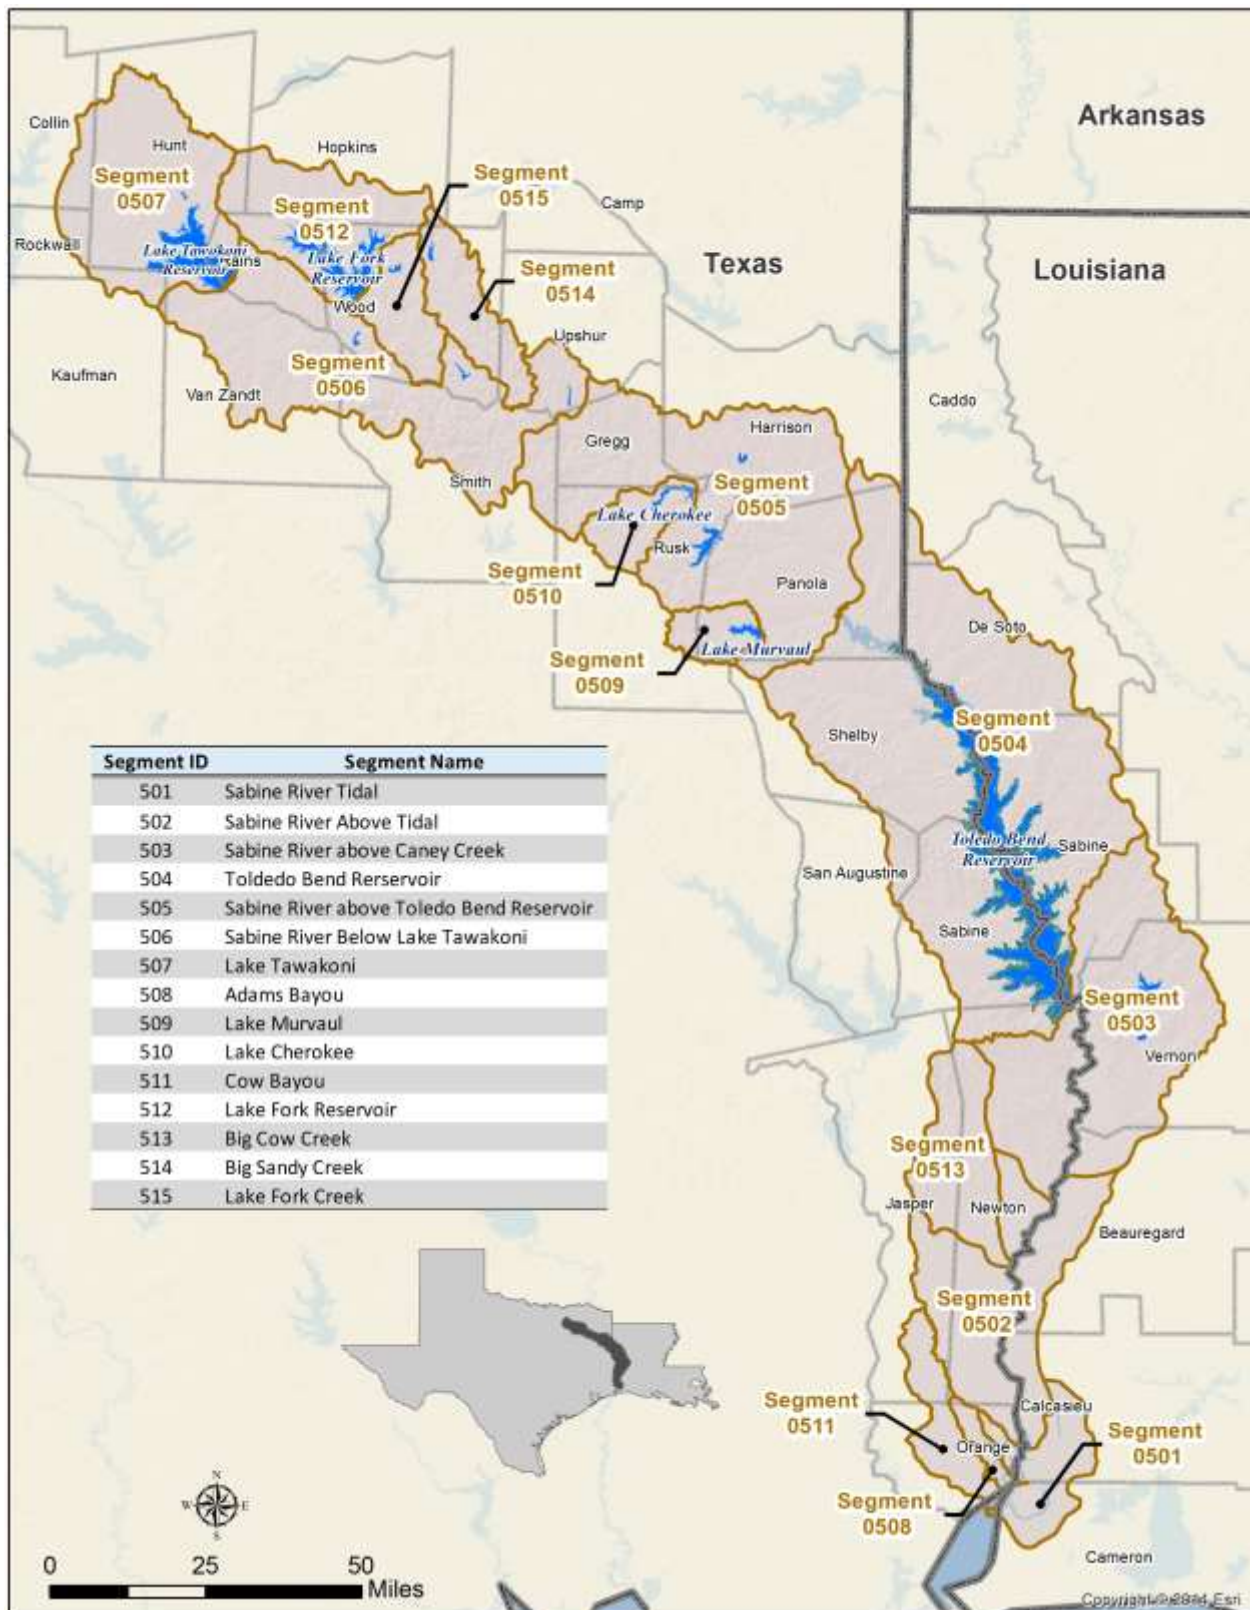 Arkansas
Collin
Hunt
Hopkins
Segment
0507
Segment
0515
Segment
0512
Camp
Rockwall
Lake Tawokoni
Reservoir
Rains
Lake Fork
Reservoir
Texas
Louisiana
Segment
0514
Wood
Upshur
Segment
0506
Kaufman
Van Zandt
Caddo
Gregg
Harrison
Smith
Segment
0505
Lake Cherokee
Rusk
Segment
0510
Panola
De Soto
Lake Murvaul
Segment
0509
Segment
0504
Shelby
Segment ID Segment Name
501 Sabine River Tidal
502 Sabine River Above Tidal
503 Sabine River above Caney Creek
504 Toldedo Bend Rerservoir
505 Sabine River above Toledo Bend Reservoir
506 Sabine River Below Lake Tawakoni
507 Lake Tawakoni
508 Adams Bayou
509 Lake Murvaul
510 Lake Cherokee
511 Cow Bayou
512 Lake Fork Reservoir
513 Big Cow Creek
514 Big Sandy Creek
515 Lake Fork Creek
Toledo Bend
Reservoir
Sabine
San Augustine
Sabine
Segment
0503
Vernon
Segment
0513
Jasper
Newton
Beauregard
Segment
0502
Segment
0511
Calcasieu
Orange
Segment
0501
Segment
0508
Cameron
N
W E
S
0 25 50
Miles
Copyright:© 2014 Esri